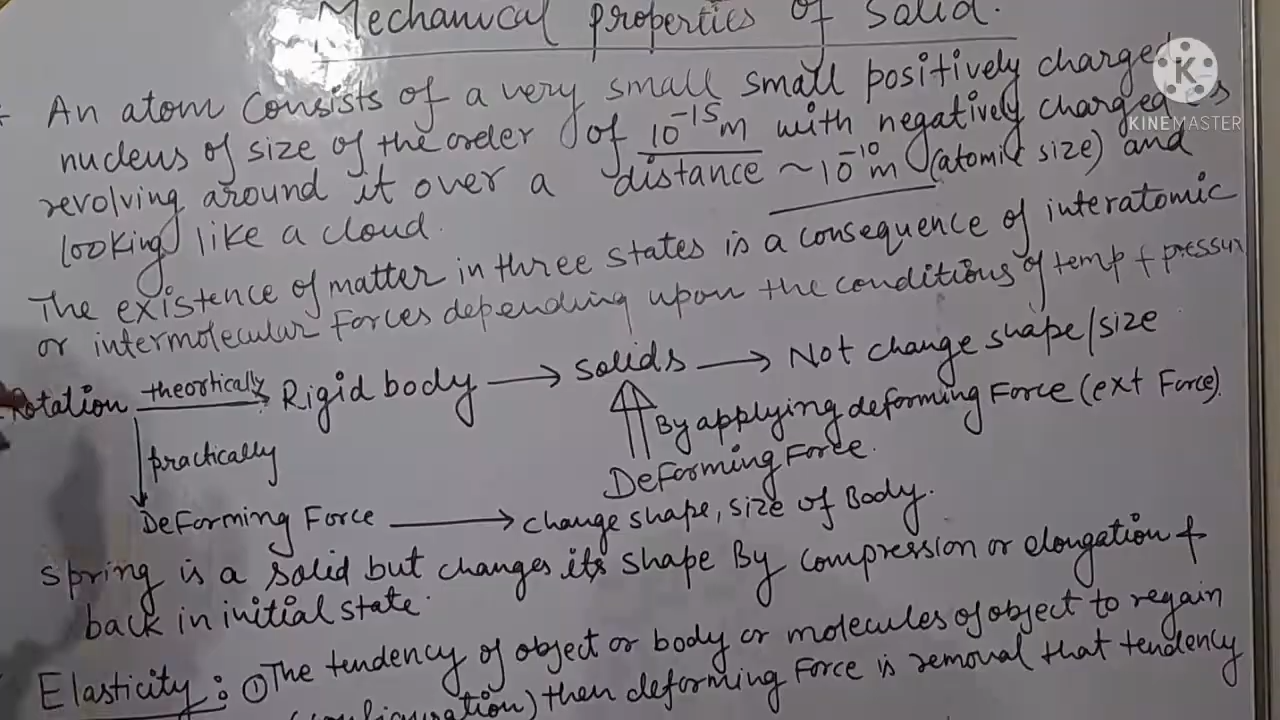 Mechanical properties of Solid.
An atom consists of a very small small positively charged
nucleus of size of the order of 10^-15 m with negatively charged e's
revolving around it over a distance ~ 10^-10 m (atomic size) and
looking like a cloud.
The existence of matter in three states is a consequence of interatomic
or intermolecular Forces depending upon the conditions of temp + pressur
Rotation theortically Rigid body → Solids → Not change shape/size
practically
By applying deforming Force (ext Force).
Deforming Force.
Deforming Force → change shape, size of Body.
spring is a solid but changes its shape By compression or elongation &
back in initial state.
Elasticity : ① The tendency of object or body or molecules of object to regain
(configuration) then deforming Force is removal that tendency
K
KINEMASTER